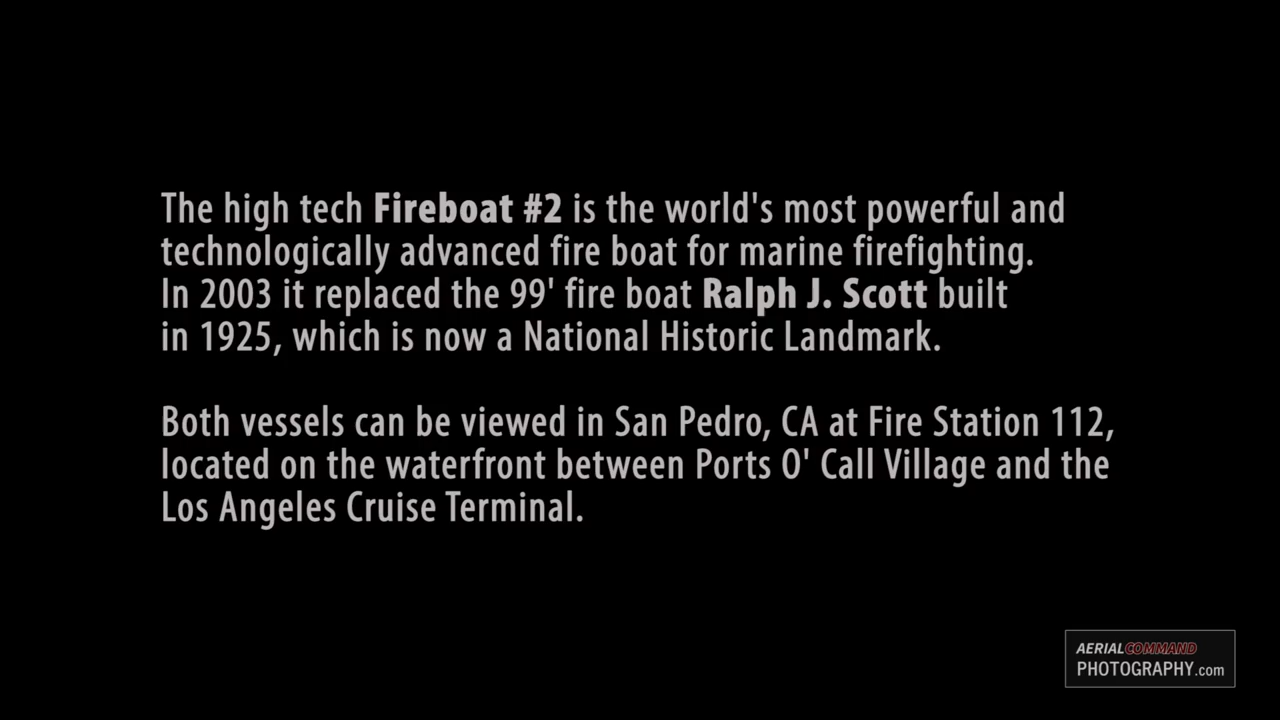 The high tech Fireboat #2 is the world's most powerful and
technologically advanced fire boat for marine firefighting.
In 2003 it replaced the 99' fire boat Ralph J. Scott built
in 1925, which is now a National Historic Landmark.
Both vessels can be viewed in San Pedro, CA at Fire Station 112,
located on the waterfront between Ports O' Call Village and the
Los Angeles Cruise Terminal.
AERIALCOMMAND
PHOTOGRAPHY.com